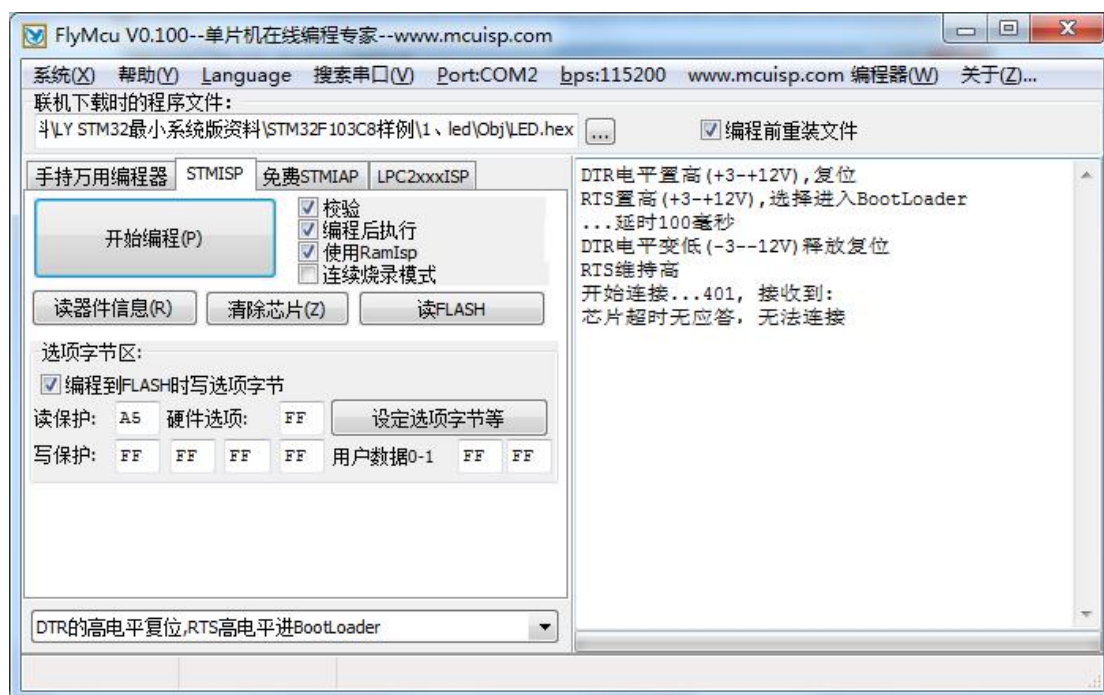 FlyMcu V0.100--单片机在线编程专家--www.mcuisp.com
系统(X) 帮助(Y) Language 搜索串口(V) Port:COM2 bps:115200 www.mcuisp.com 编程器(W) 关于(Z)...
联机下载时的程序文件:
斗\LY STM32最小系统版资料\STM32F103C8样例\1、led\Obj\LED.hex ... 编程前重装文件
手持万用编程器 STMISP 免费STMIAP LPC2xxxISP
开始编程(P)
校验
编程后执行
使用RamIsp
连续烧录模式
读器件信息(R) 清除芯片(Z) 读FLASH
选项字节区:
编程到FLASH时写选项字节
读保护: A5 硬件选项: FF 设定选项字节等
写保护: FF FF FF FF 用户数据0-1 FF FF
DTR的高电平复位,RTS高电平进BootLoader
DTR电平置高(+3-+12V),复位
RTS置高(+3-+12V),选择进入BootLoader
...延时100毫秒
DTR电平变低(-3--12V)释放复位
RTS维持高
开始连接...401, 接收到:
芯片超时无应答, 无法连接